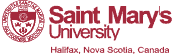 Saint Mary's
University
Halifax, Nova Scotia, Canada